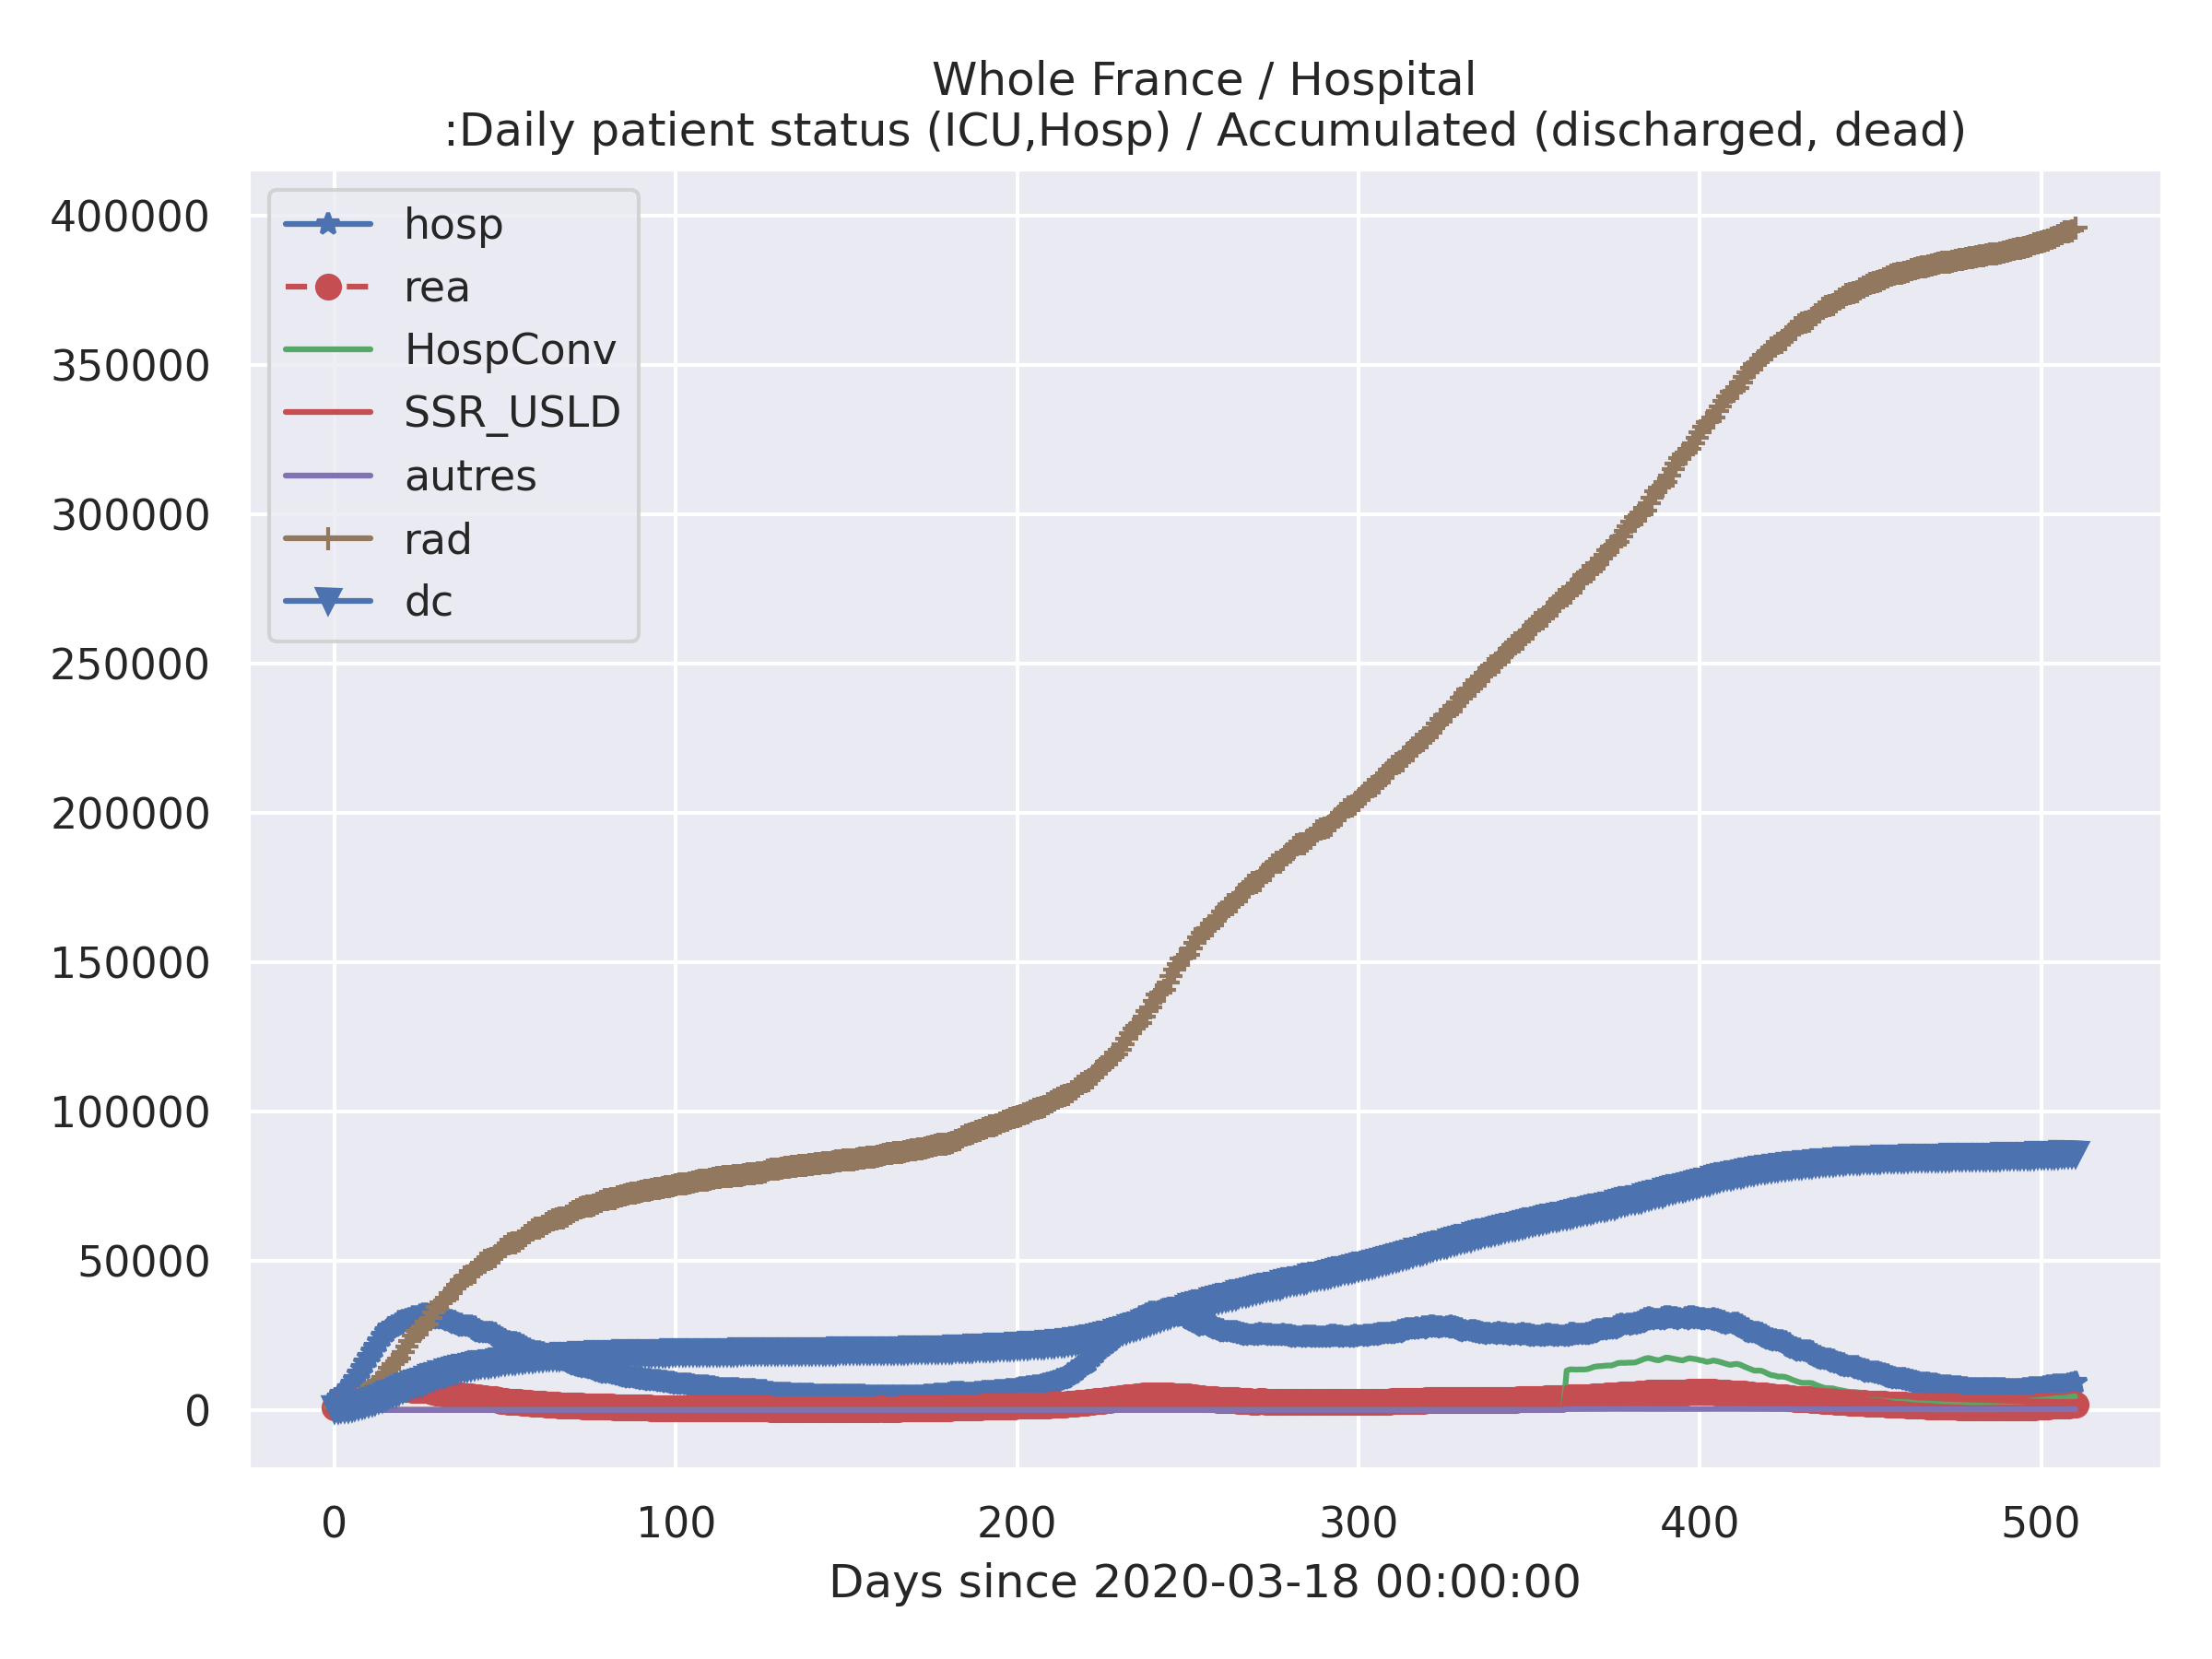 Whole France / Hospital
:Daily patient status (ICU,Hosp) / Accumulated (discharged, dead)
400000
350000
300000
250000
200000
150000
100000
50000
0
hosp
rea
HospConv
SSR_USLD
autres
rad
dc
0 100 200 300 400 500
Days since 2020-03-18 00:00:00